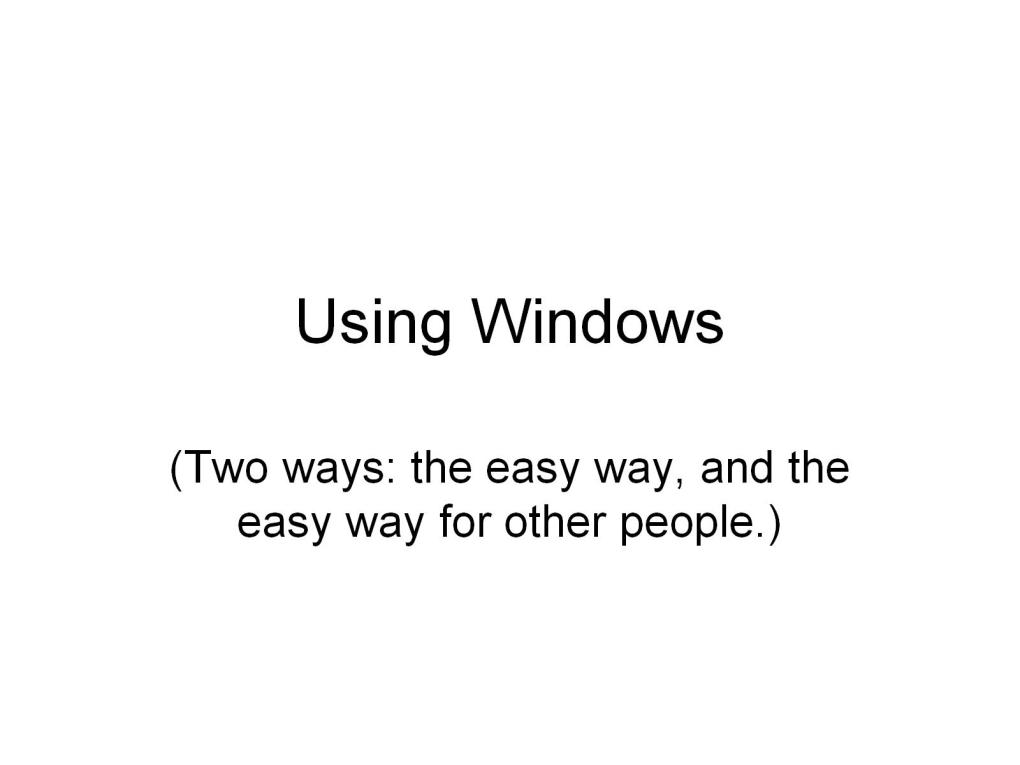 Using Windows
(Two ways: the easy way, and the
easy way for other people.)